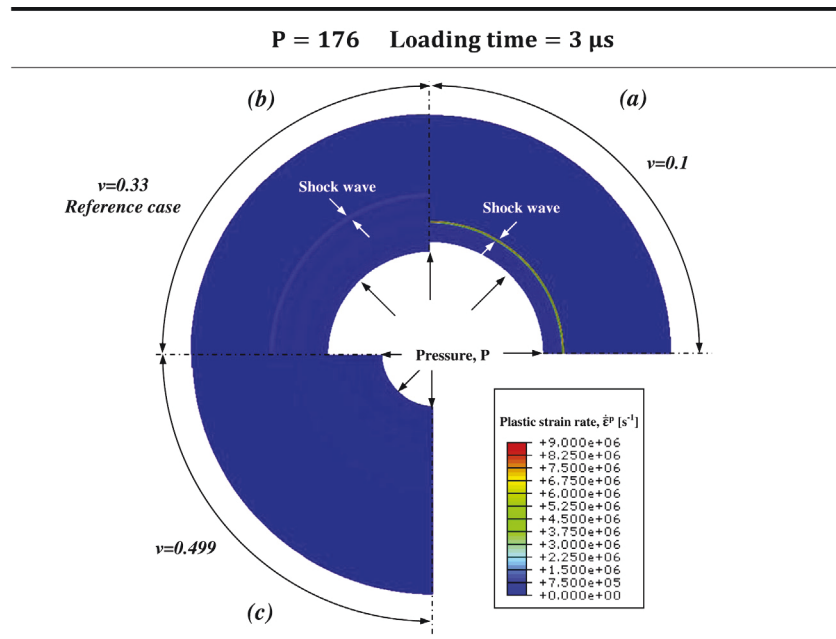 P = 176 Loading time = 3 μs
(b)
(a)
ν=0.1
ν=0.33
Reference case
Shock wave
Shock wave
Pressure, P
Plastic strain rate, ε̇ᵖ [s⁻¹]
+9.000e+06
+8.250e+06
+7.500e+06
+6.750e+06
+6.000e+06
+5.250e+06
+4.500e+06
+3.750e+06
+3.000e+06
+2.250e+06
+1.500e+06
+7.500e+05
+0.000e+00
ν=0.499
(c)